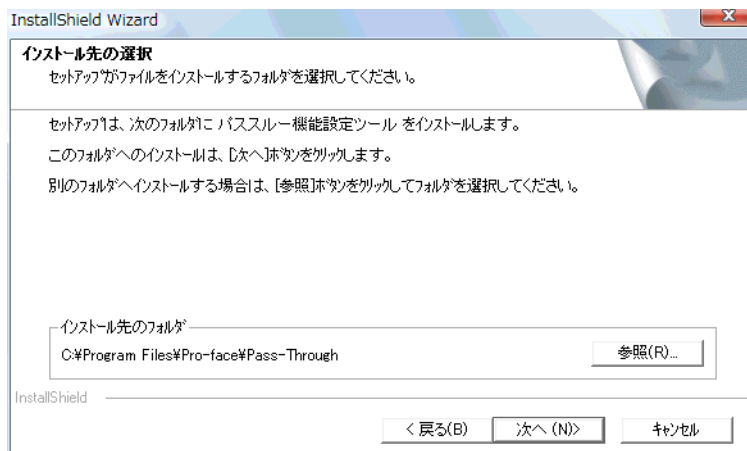 InstallShield Wizard
インストール先の選択
セットアップがファイルをインストールするフォルダを選択してください。
セットアップは、次のフォルダに パススルー機能設定ツール をインストールします。
このフォルダへのインストールは、[次へ]ボタンをクリックします。
別のフォルダへインストールする場合は、[参照]ボタンをクリックしてフォルダを選択してください。
インストール先のフォルダ
C:¥Program Files¥Pro-face¥Pass-Through
参照(R)...
InstallShield
< 戻る(B)
次へ (N)>
キャンセル